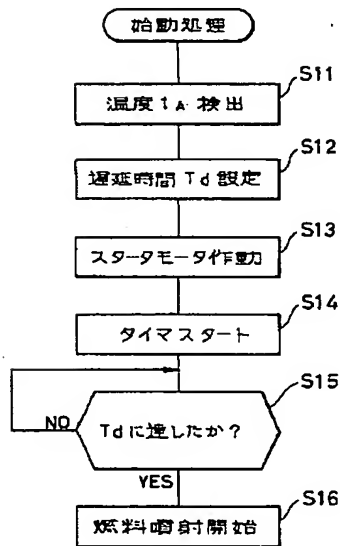 始動処理
S11
温度tA検出
S12
遅延時間Td設定
S13
スタータモータ作動
S14
タイマスタート
S15
Tdに達したか?
NO
YES
S16
燃料噴射開始